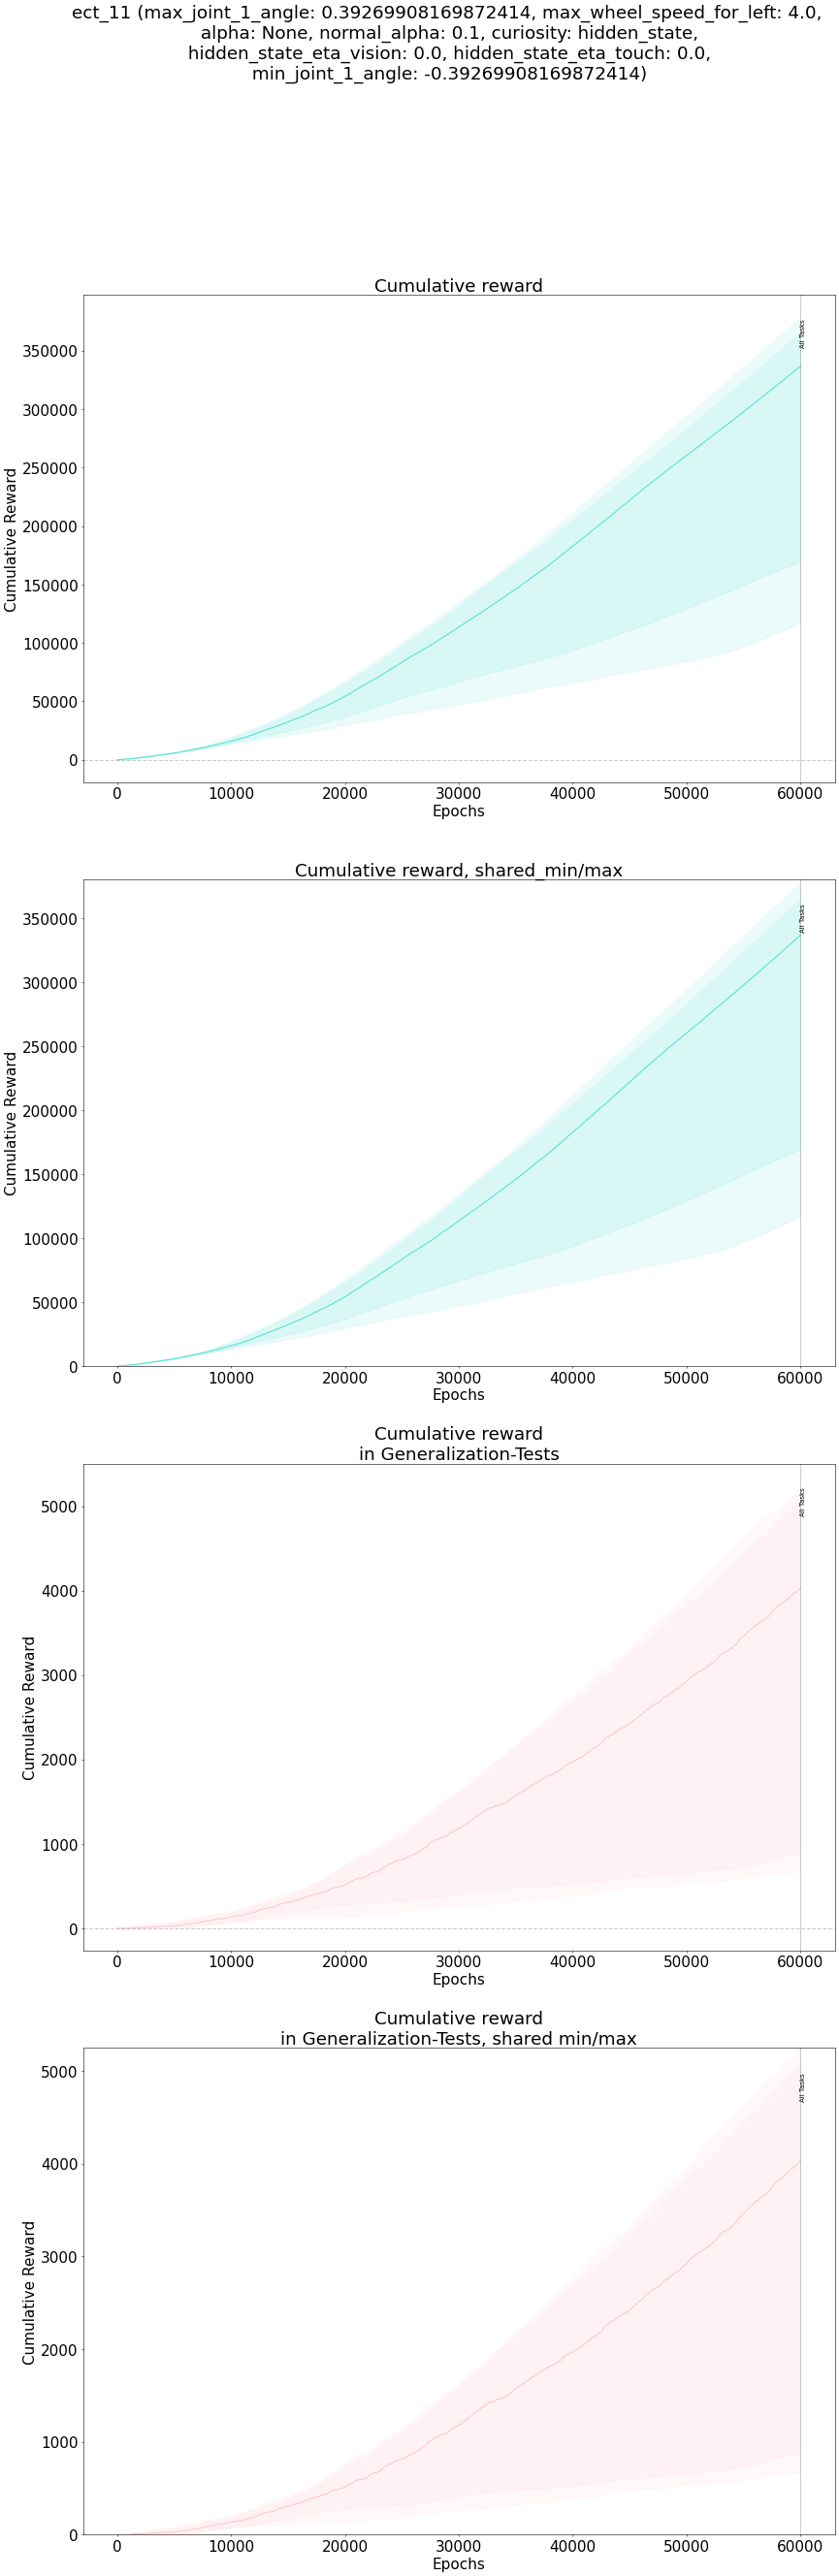 ect_11 (max_joint_1_angle: 0.39269908169872414, max_wheel_speed_for_left: 4.0,
alpha: None, normal_alpha: 0.1, curiosity: hidden_state,
hidden_state_eta_vision: 0.0, hidden_state_eta_touch: 0.0,
min_joint_1_angle: -0.39269908169872414)
Cumulative reward
All Tasks
350000
300000
250000
200000
150000
100000
50000
0
Cumulative Reward
0 10000 20000 30000 40000 50000 60000
Epochs
Cumulative reward, shared_min/max
All Tasks
350000
300000
250000
200000
150000
100000
50000
0
Cumulative Reward
0 10000 20000 30000 40000 50000 60000
Epochs
Cumulative reward
in Generalization-Tests
All Tasks
5000
4000
3000
2000
1000
0
Cumulative Reward
0 10000 20000 30000 40000 50000 60000
Epochs
Cumulative reward
in Generalization-Tests, shared min/max
All Tasks
5000
4000
3000
2000
1000
0
Cumulative Reward
0 10000 20000 30000 40000 50000 60000
Epochs